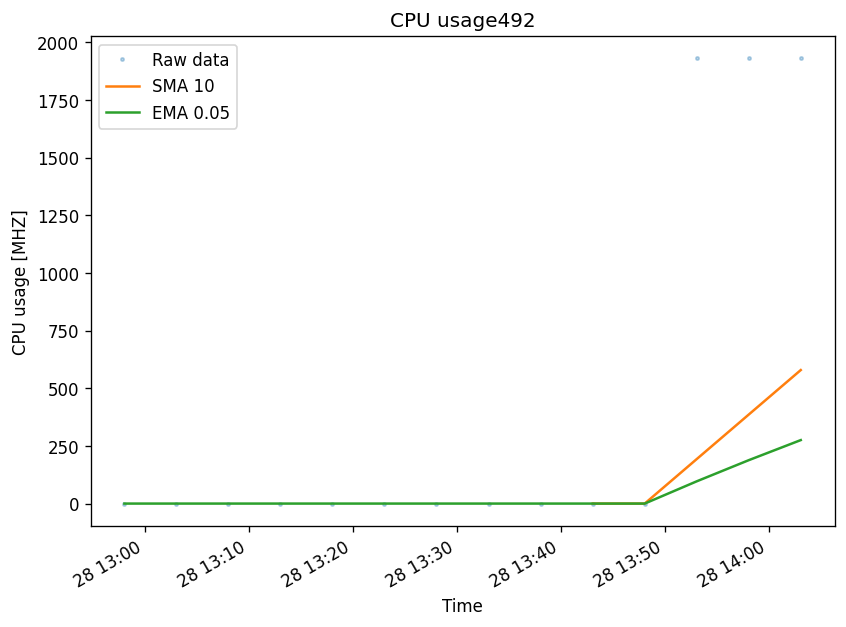 CPU usage492
2000
1750
1500
1250
1000
750
500
250
0
CPU usage [MHZ]
Raw data
SMA 10
EMA 0.05
28 13:00
28 13:10
28 13:20
28 13:30
28 13:40
28 13:50
28 14:00
Time